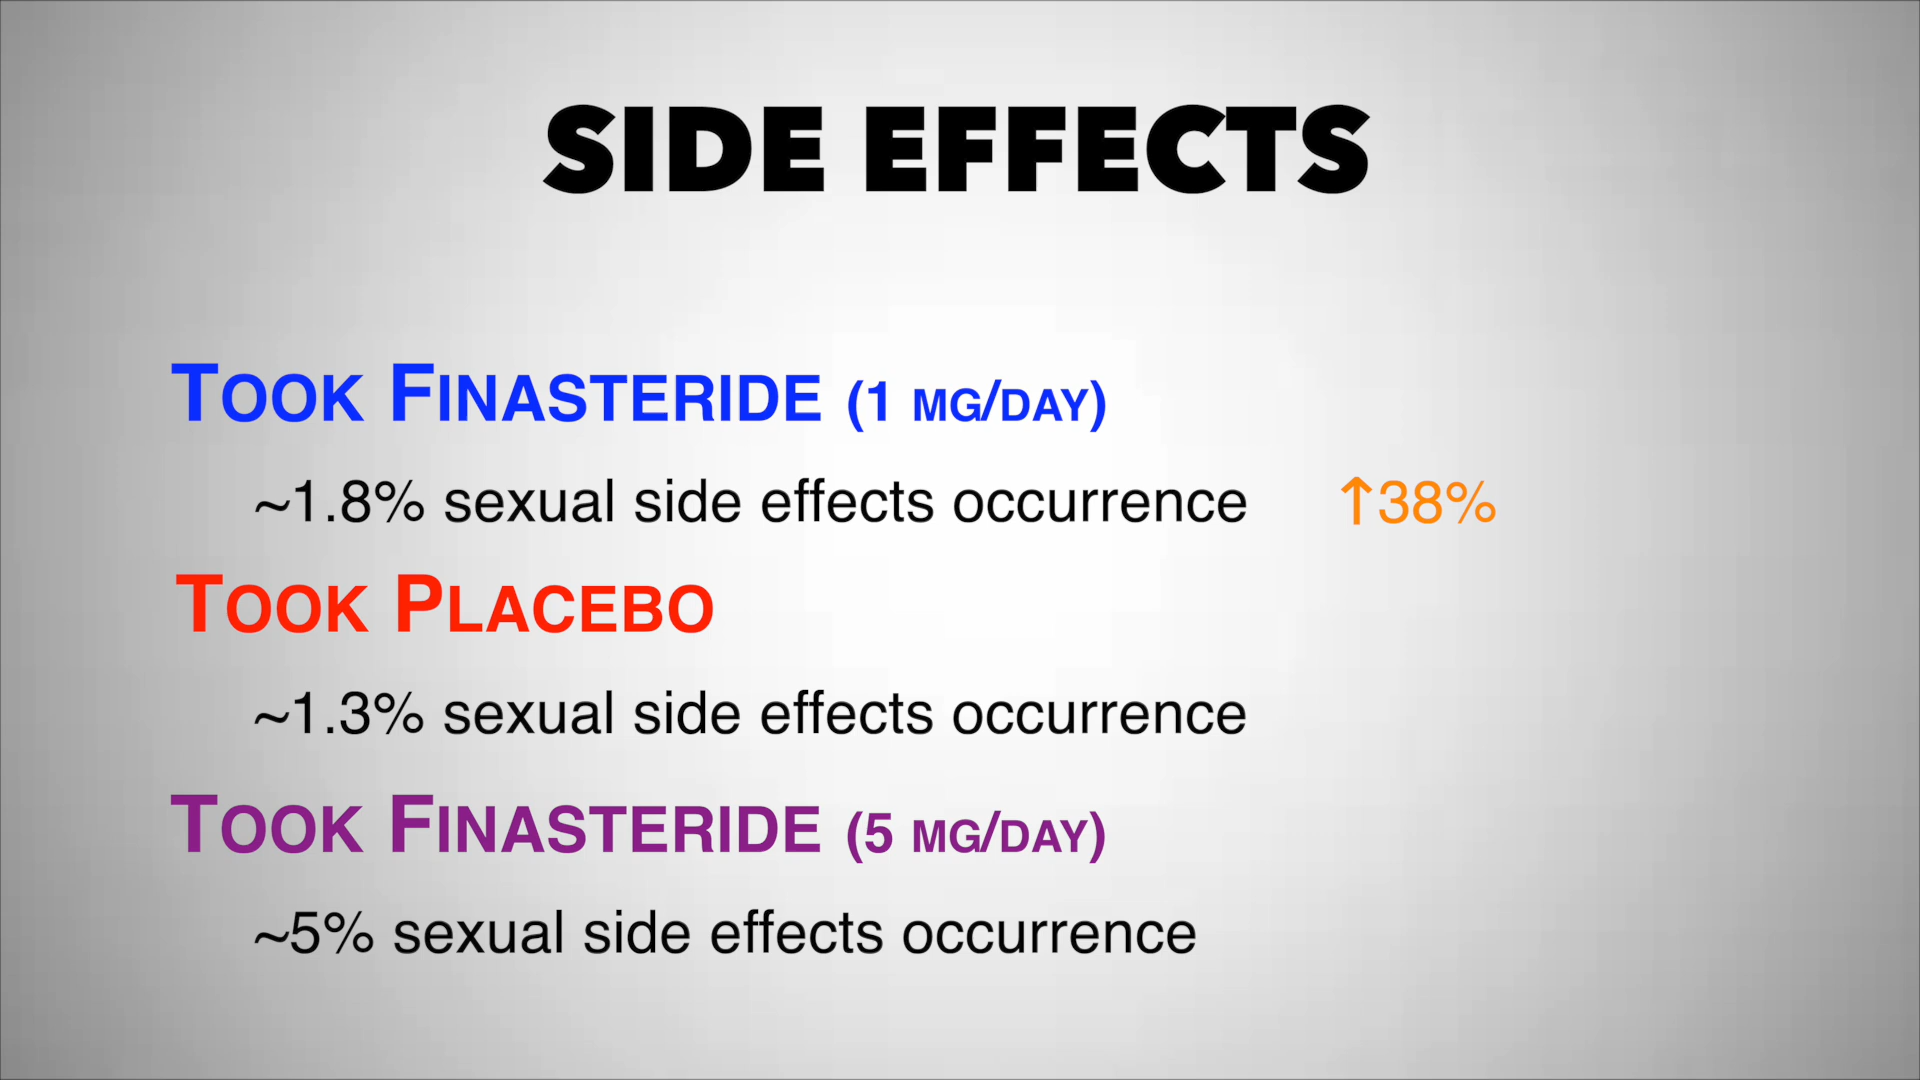 SIDE EFFECTS
TOOK FINASTERIDE (1 MG/DAY)
~1.8% sexual side effects occurrence ↑38%
TOOK PLACEBO
~1.3% sexual side effects occurrence
TOOK FINASTERIDE (5 MG/DAY)
~5% sexual side effects occurrence